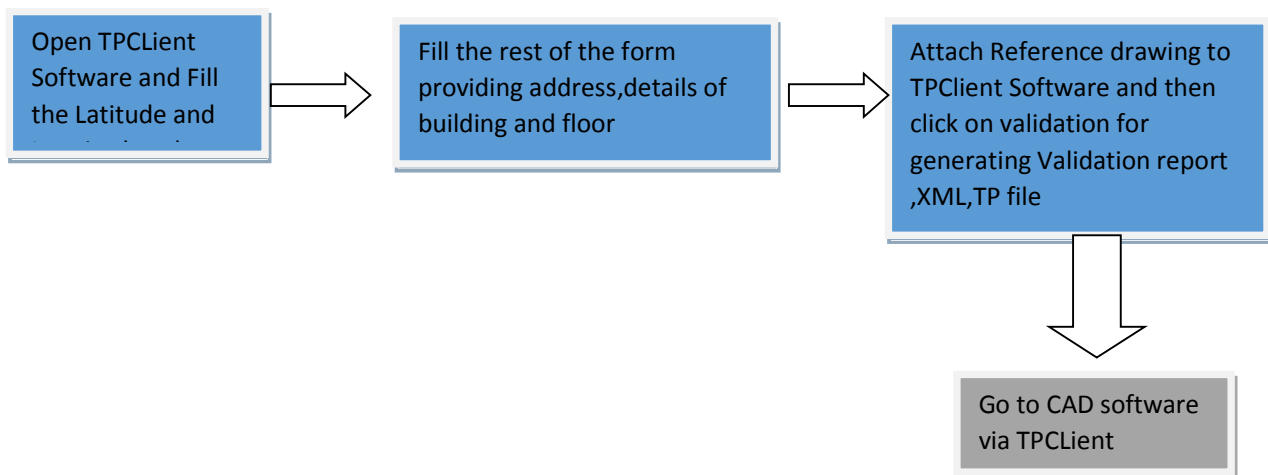 Open TPCLient
Software and Fill
the Latitude and
Fill the rest of the form
providing address,details of
building and floor
Attach Reference drawing to
TPClient Software and then
click on validation for
generating Validation report
,XML,TP file
Go to CAD software
via TPCLient